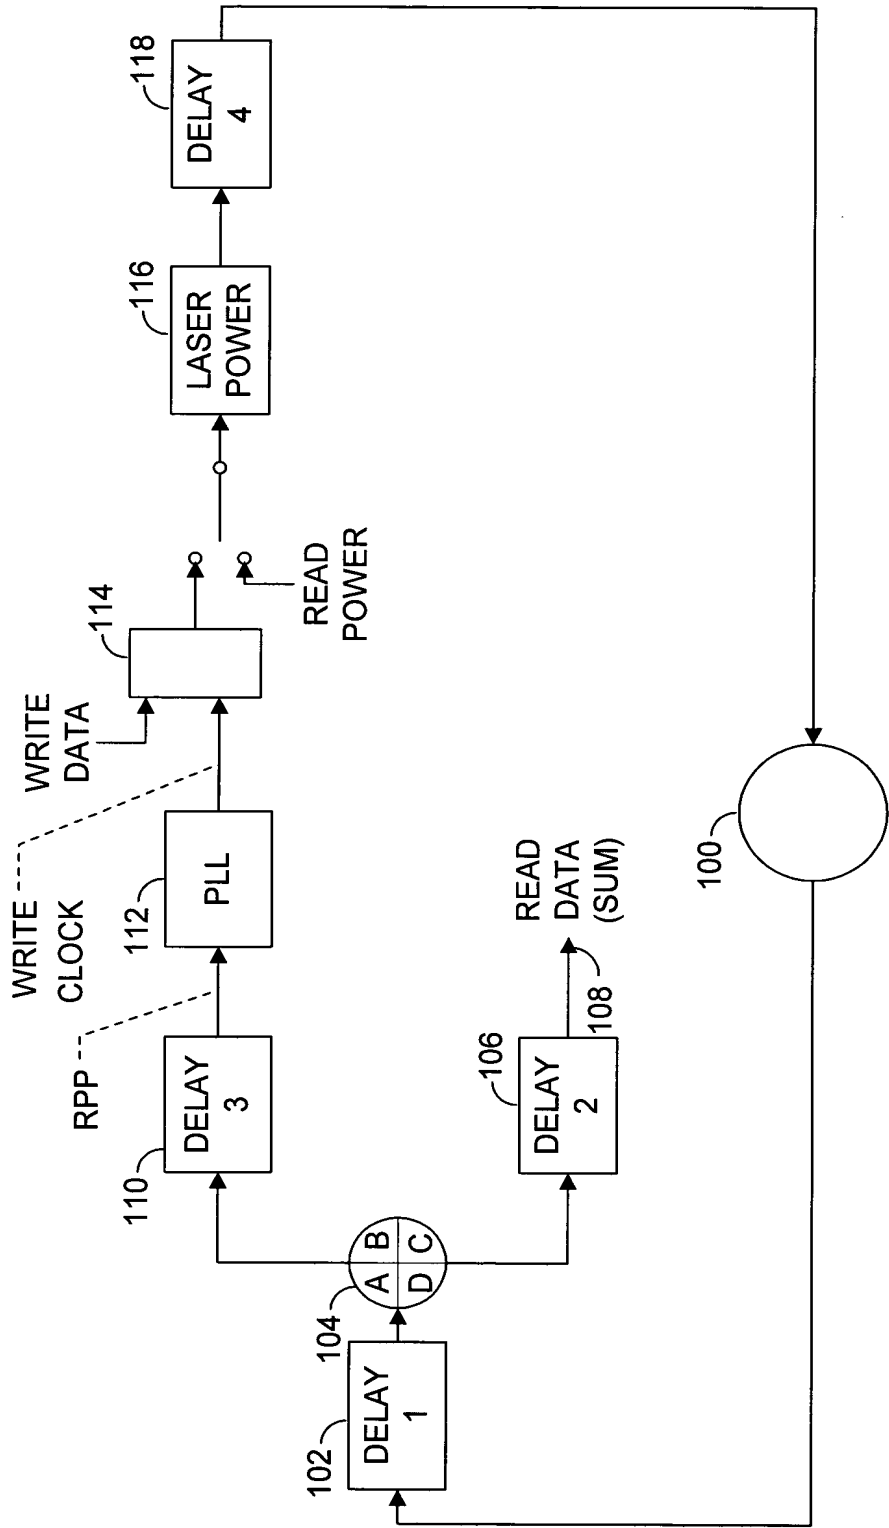 WRITE
CLOCK
WRITE
DATA
RPP
110
DELAY
3
112
PLL
114
116
LASER
POWER
118
DELAY
4
READ
POWER
102
DELAY
1
104
A B
D C
106
DELAY
2
108
READ
DATA
(SUM)
100